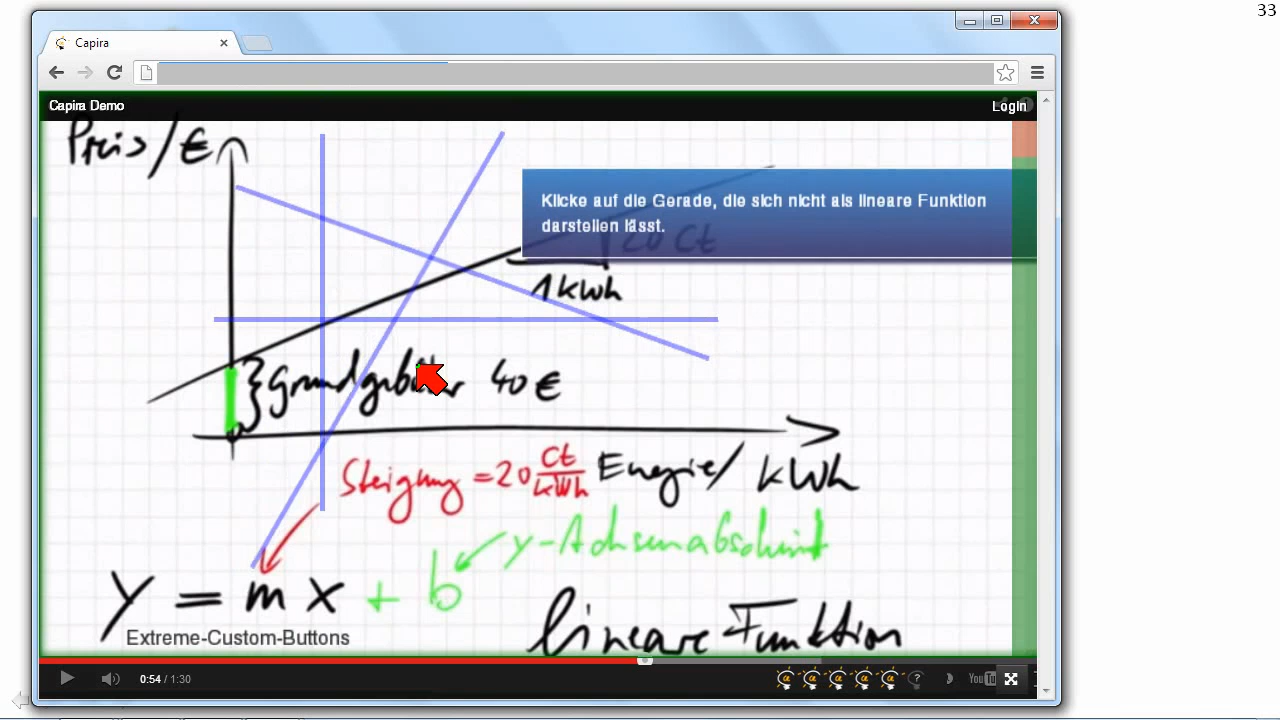 33
Capira
Capira Demo
Login
Preis/€
Klicke auf die Gerade, die sich nicht als lineare Funktion
darstellen lässt.
20 Ct
1 kWh
40 €
Steigung = 20 Ct/kWh
Energie / kWh
y-Achsenabschnitt
y = mx + b
Extreme-Custom-Buttons
lineare Funktion
0:54 / 1:30
You